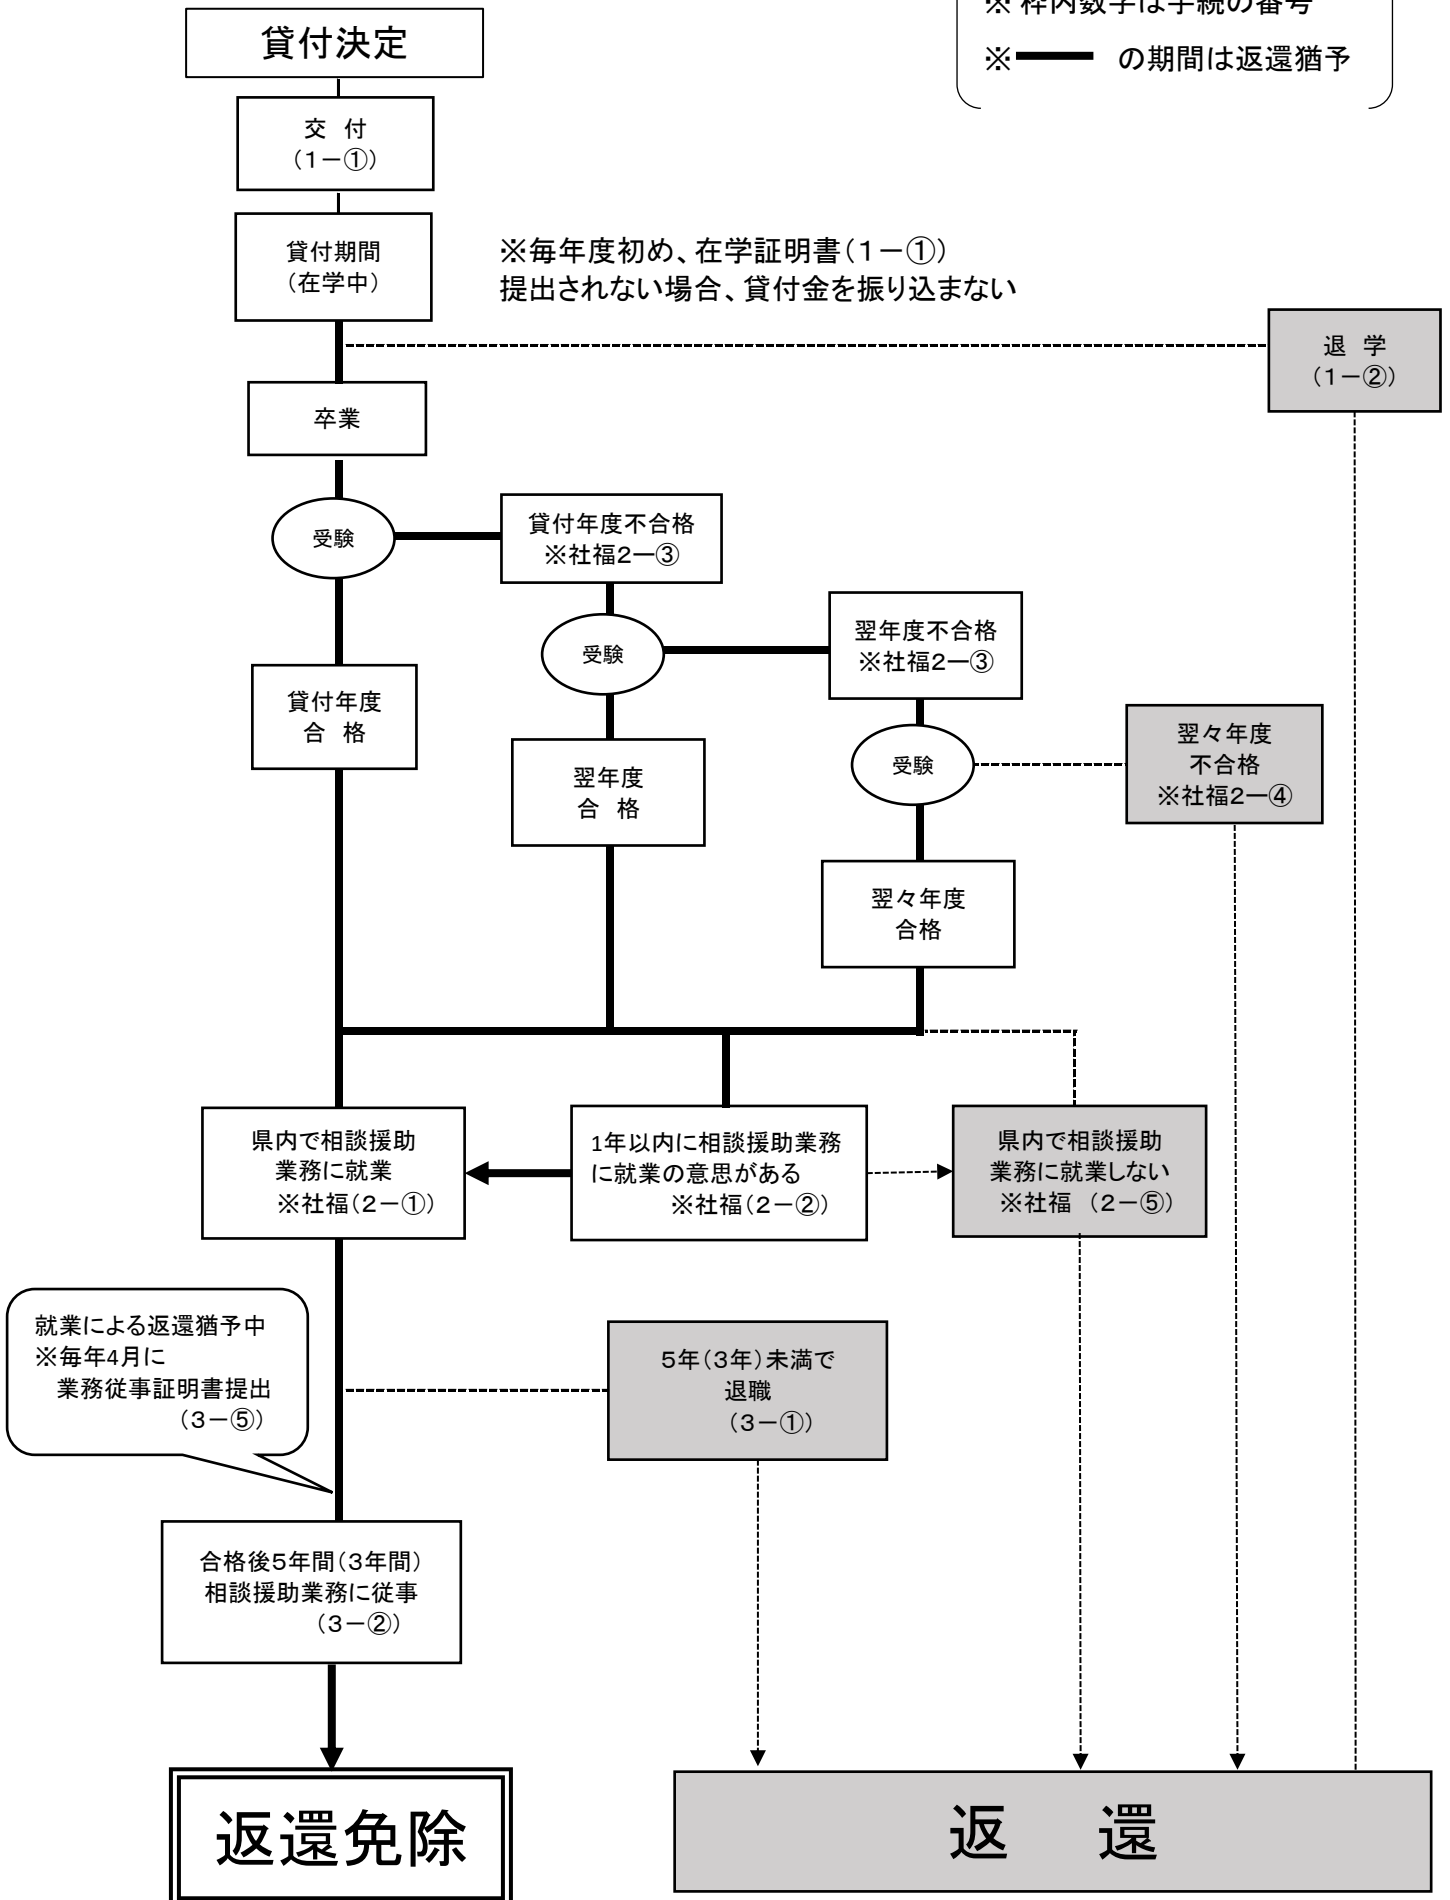 ※ 枠内数字は手続の番号
※ の期間は返還猶予
貸付決定
交 付
(1-①)
貸付期間
(在学中)
※毎年度初め、在学証明書(1-①)
提出されない場合、貸付金を振り込まない
退 学
(1-②)
卒業
受験
貸付年度不合格
※社福2-③
受験
翌年度不合格
※社福2-③
貸付年度
合 格
翌年度
合 格
受験
翌々年度
不合格
※社福2-④
翌々年度
合格
県内で相談援助
業務に就業
※社福(2-①)
1年以内に相談援助業務
に就業の意思がある
※社福(2-②)
県内で相談援助
業務に就業しない
※社福 (2-⑤)
就業による返還猶予中
※毎年4月に
業務従事証明書提出
(3-⑤)
5年(3年)未満で
退職
(3-①)
合格後5年間(3年間)
相談援助業務に従事
(3-②)
返還免除
返 還